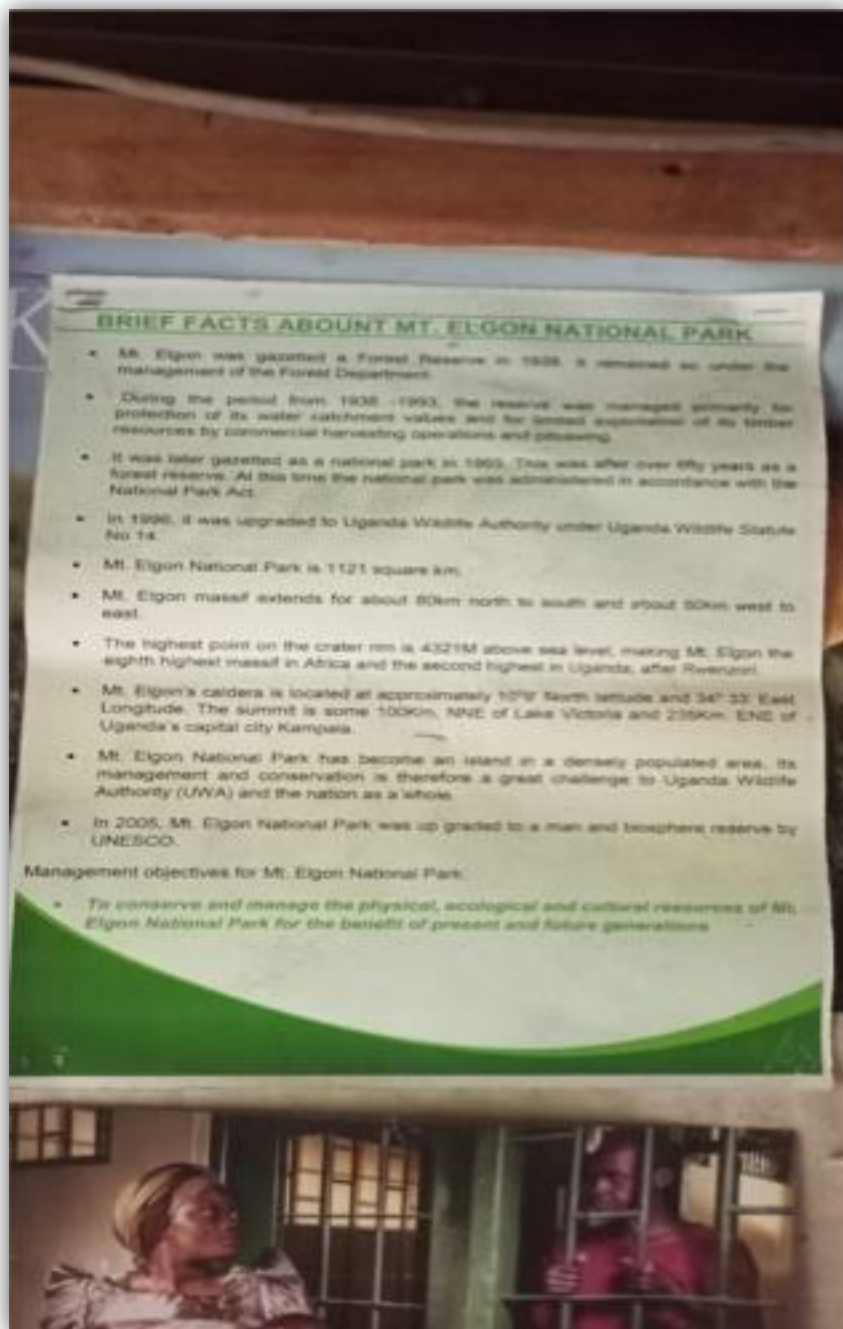 K
BRIEF FACTS ABOUNT MT. ELGON NATIONAL PARK
• Mt. Elgon was gazetted a Forest Reserve in 1938. It remained so under the
management of the Forest Department.
• During the period from 1938 -1993, the reserve was managed primarily for
protection of its water catchment values and for limited exploitation of its timber
resources by commercial harvesting operations and pitsawing.
• It was later gazetted as a national park in 1993. This was after over fifty years as a
forest reserve. At this time the national park was administered in accordance with the
National Park Act.
• In 1996, it was upgraded to Uganda Wildlife Authority under Uganda Wildlife Statute
No 14.
• Mt. Elgon National Park is 1121 square km.
• Mt. Elgon massif extends for about 80km north to south and about 50km west to
east.
• The highest point on the crater rim is 4321M above sea level, making Mt. Elgon the
eighth highest massif in Africa and the second highest in Uganda, after Rwenzori.
• Mt. Elgon's caldera is located at approximately North latitude and 34° 33' East
Longitude. The summit is some 100Km, NNE of Lake Victoria and 235Km. ENE of
Uganda's capital city Kampala.
• Mt. Elgon National Park has become an island in a densely populated area, its
management and conservation is therefore a great challenge to Uganda Wildlife
Authority (UWA) and the nation as a whole.
• In 2005, Mt. Elgon National Park was up graded to a man and biosphere reserve by
UNESCO.
Management objectives for Mt. Elgon National Park:
• To conserve and manage the physical, ecological and cultural resources of Mt.
Elgon National Park for the benefit of present and future generations